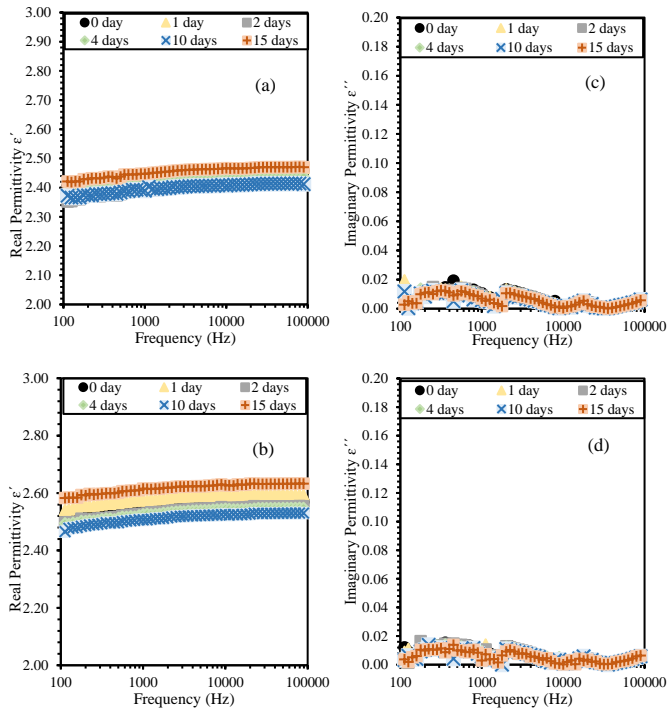 0 day 1 day 2 days
4 days 10 days 15 days
(a)
Real Permittivity ε′
3.00
2.90
2.80
2.70
2.60
2.50
2.40
2.30
2.20
2.10
2.00
100 1000 10000 100000
Frequency (Hz)
0 day 1 day 2 days
4 days 10 days 15 days
(c)
Imaginary Permittivity ε′′
0.20
0.18
0.16
0.14
0.12
0.10
0.08
0.06
0.04
0.02
0.00
100 1000 10000 100000
Frequency (Hz)
0 day 1 day 2 days
4 days 10 days 15 days
(b)
Real Permittivity ε′
3.00
2.80
2.60
2.40
2.20
2.00
100 1000 10000 100000
Frequency (Hz)
0 day 1 day 2 days
4 days 10 days 15 days
(d)
Imaginary Permittivity ε′′
0.20
0.18
0.16
0.14
0.12
0.10
0.08
0.06
0.04
0.02
0.00
100 1000 10000 100000
Frequency (Hz)